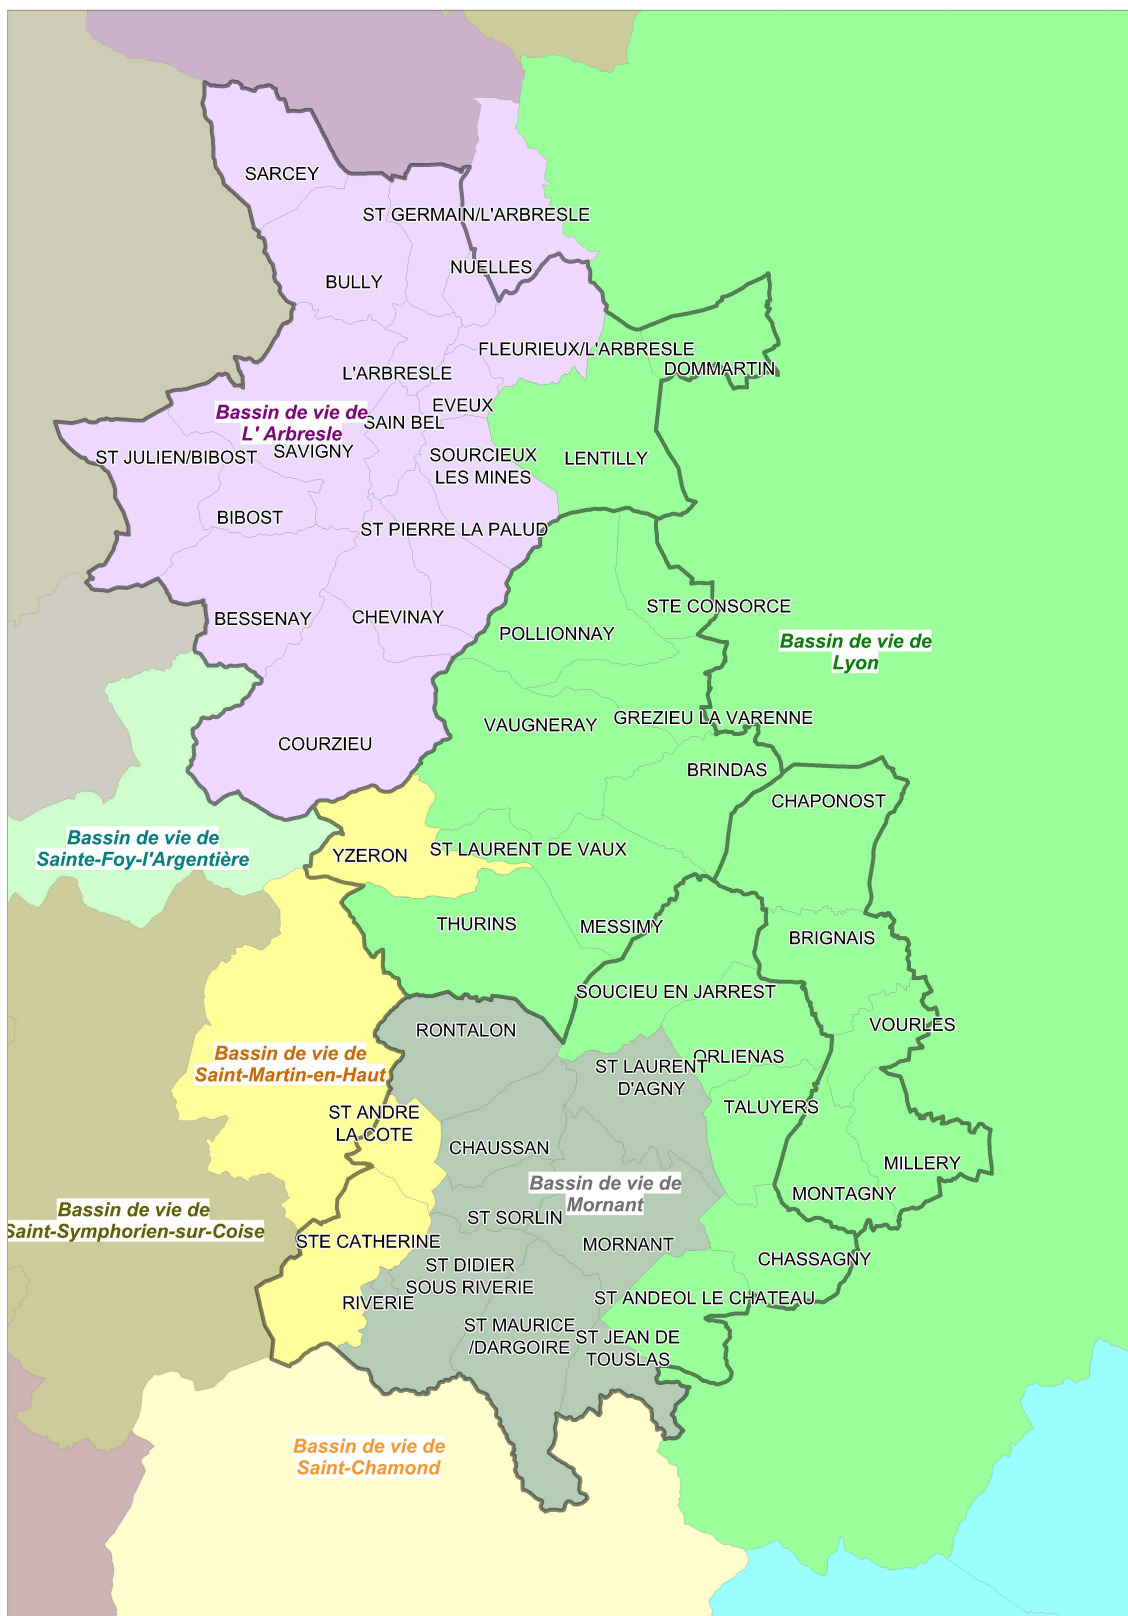 SARCEY
ST GERMAIN/L'ARBRESLE
NUELLES
BULLY
FLEURIEUX/L'ARBRESLE
DOMMARTIN
L'ARBRESLE
EVEUX
Bassin de vie de
L' Arbresle
SAIN BEL
SAVIGNY
ST JULIEN/BIBOST
SOURCIEUX
LES MINES
LENTILLY
BIBOST
ST PIERRE LA PALUD
BESSENAY
CHEVINAY
STE CONSORCE
POLLIONNAY
Bassin de vie de
Lyon
VAUGNERAY
GREZIEU LA VARENNE
COURZIEU
BRINDAS
CHAPONOST
Bassin de vie de
Sainte-Foy-l'Argentière
YZERON
ST LAURENT DE VAUX
THURINS
MESSIMY
BRIGNAIS
SOUCIEU EN JARREST
RONTALON
VOURLES
Bassin de vie de
Saint-Martin-en-Haut
ST LAURENT
D'AGNY
ORLIENAS
TALUYERS
ST ANDRE
LA COTE
CHAUSSAN
MILLERY
Bassin de vie de
Mornant
MONTAGNY
Bassin de vie de
Saint-Symphorien-sur-Coise
ST SORLIN
STE CATHERINE
MORNANT
CHASSAGNY
ST DIDIER
SOUS RIVERIE
RIVERIE
ST ANDEOL LE CHATEAU
ST MAURICE
/DARGOIRE
ST JEAN DE
TOUSLAS
Bassin de vie de
Saint-Chamond